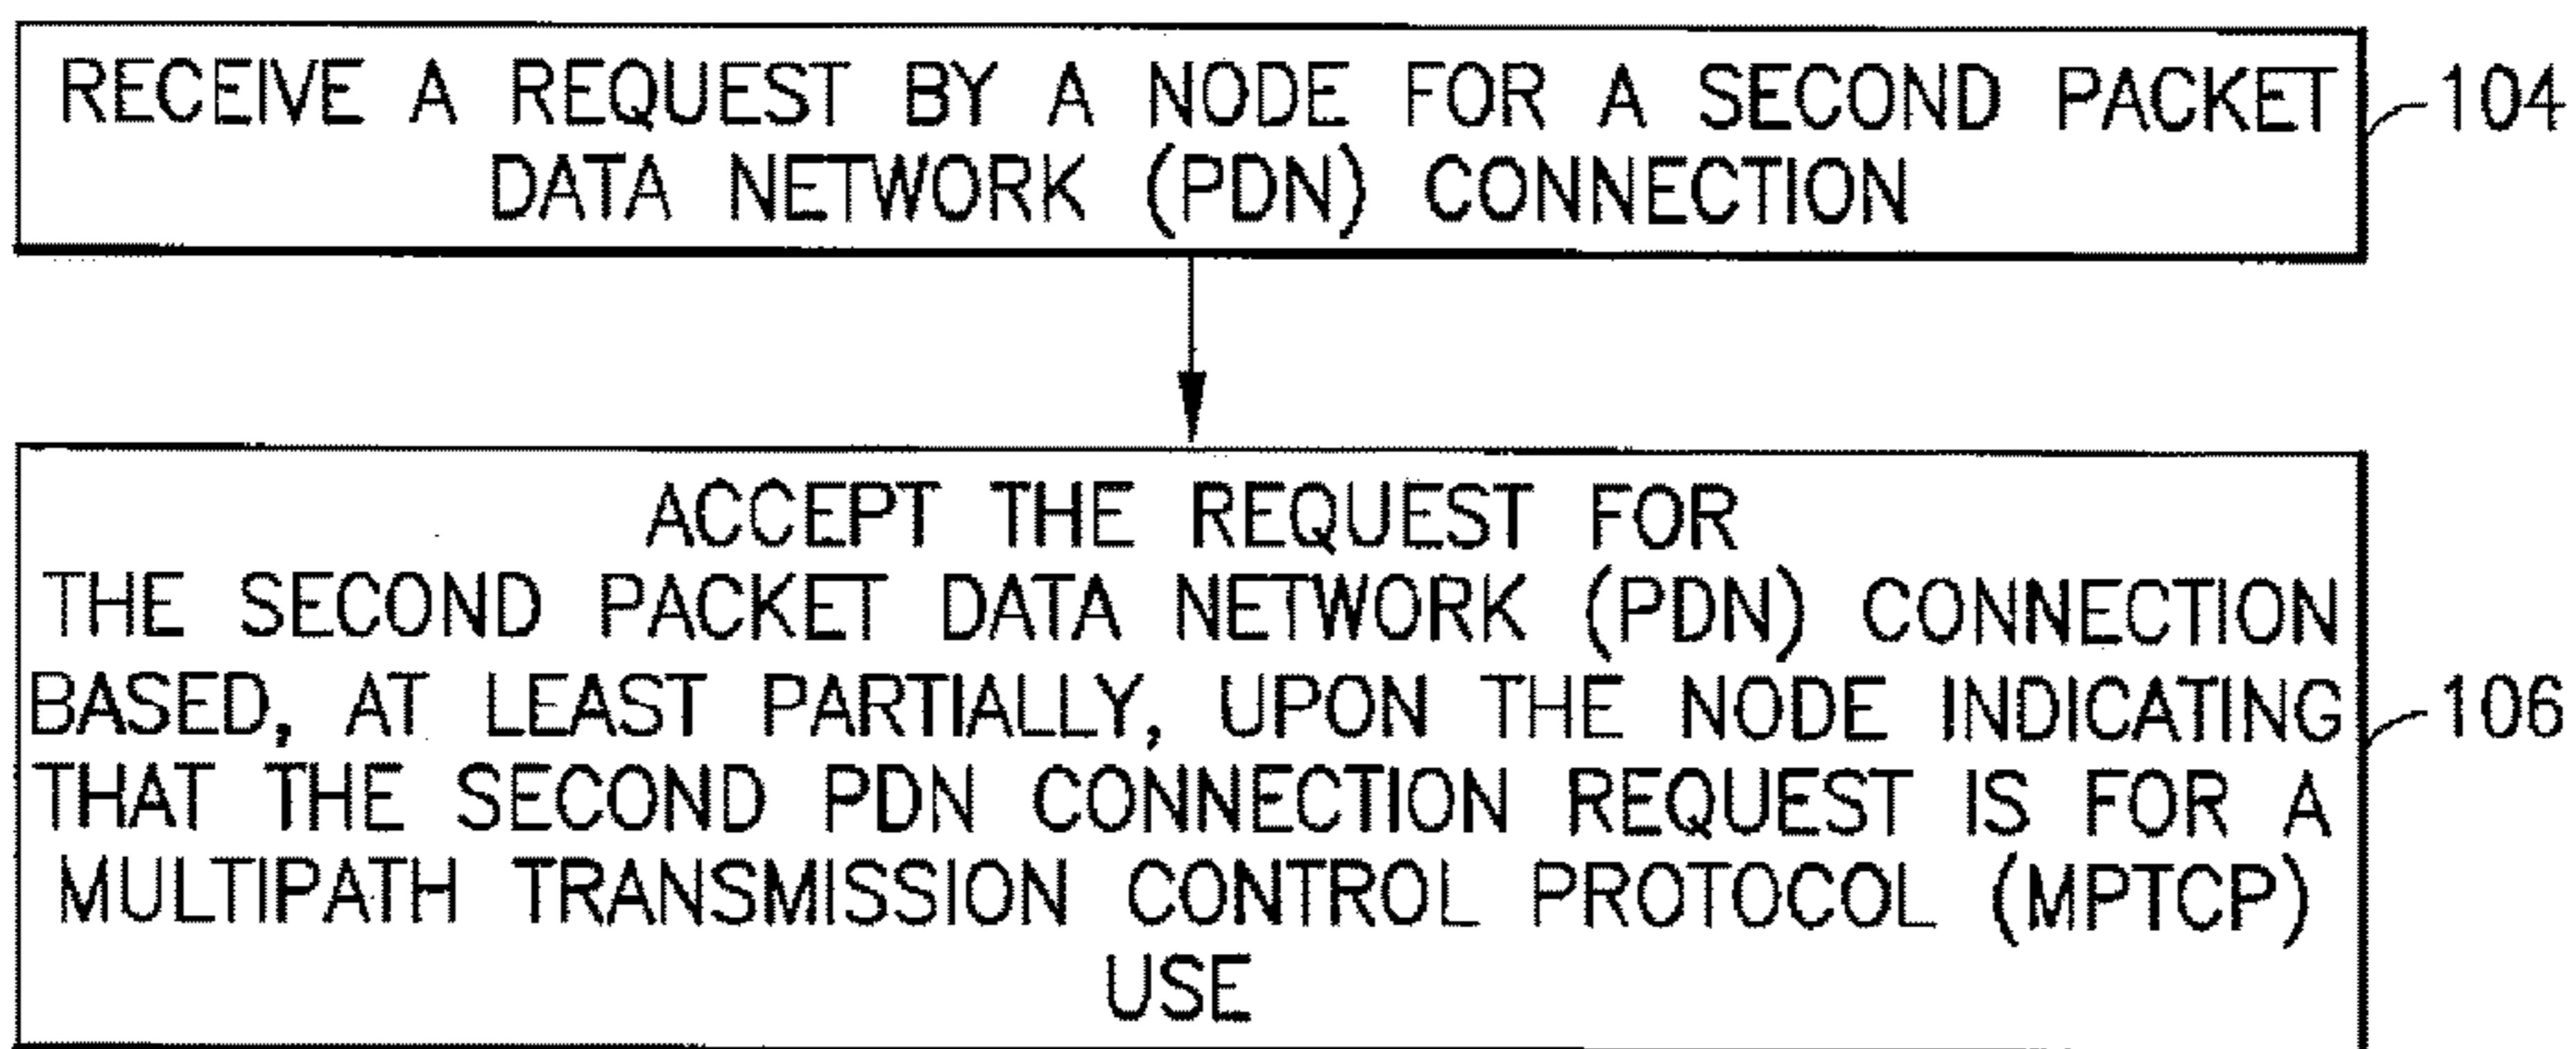 RECEIVE A REQUEST BY A NODE FOR A SECOND PACKET
DATA NETWORK (PDN) CONNECTION
104
ACCEPT THE REQUEST FOR
THE SECOND PACKET DATA NETWORK (PDN) CONNECTION
BASED, AT LEAST PARTIALLY, UPON THE NODE INDICATING
THAT THE SECOND PDN CONNECTION REQUEST IS FOR A
MULTIPATH TRANSMISSION CONTROL PROTOCOL (MPTCP)
USE
106